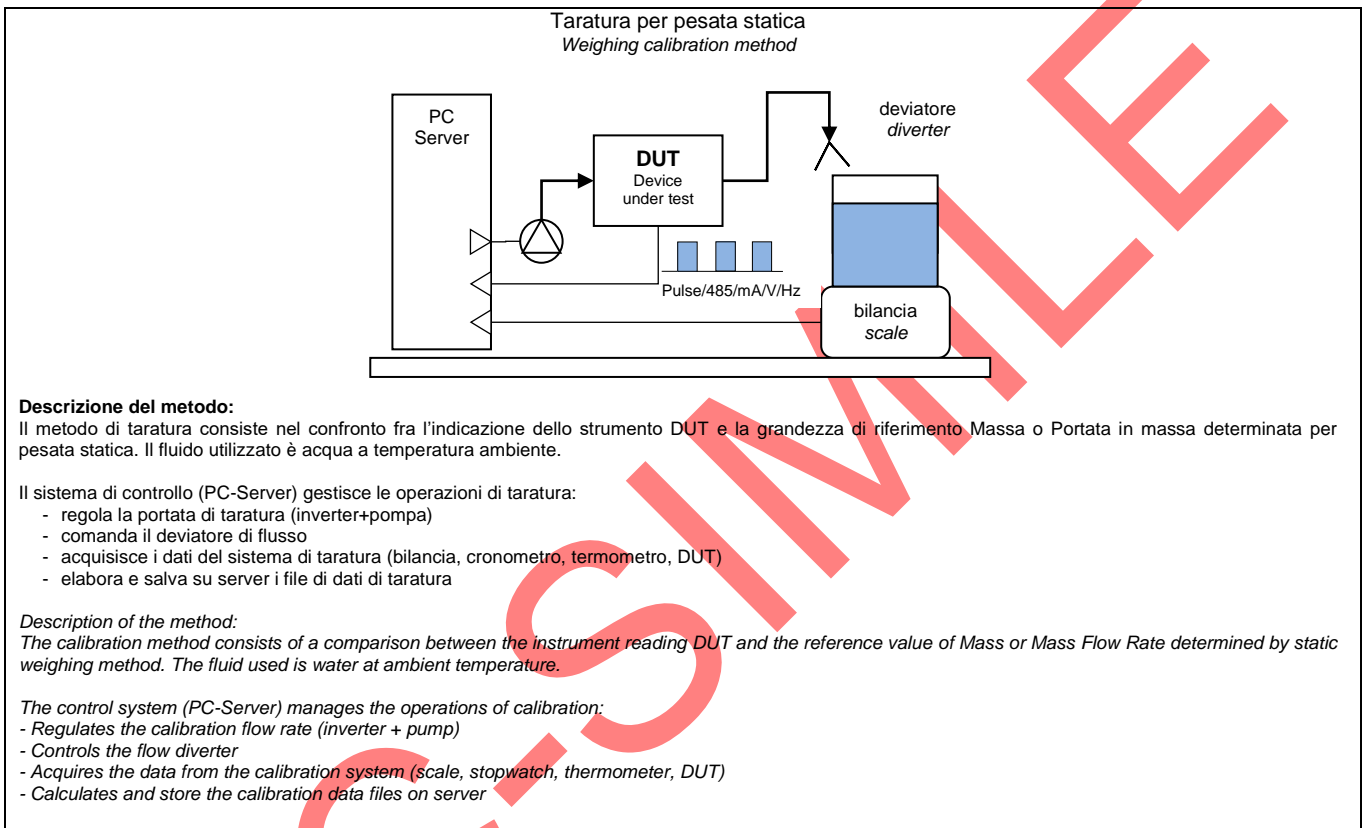 Taratura per pesata statica
Weighing calibration method
PC
Server
DUT
Device
under test
deviatore
diverter
Pulse/485/mA/V/Hz
bilancia
scale
Descrizione del metodo:
Il metodo di taratura consiste nel confronto fra l'indicazione dello strumento DUT e la grandezza di riferimento Massa o Portata in massa determinata per
pesata statica. Il fluido utilizzato è acqua a temperatura ambiente.
Il sistema di controllo (PC-Server) gestisce le operazioni di taratura:
- regola la portata di taratura (inverter+pompa)
- comanda il deviatore di flusso
- acquisisce i dati del sistema di taratura (bilancia, cronometro, termometro, DUT)
- elabora e salva su server i file di dati di taratura
Description of the method:
The calibration method consists of a comparison between the instrument reading DUT and the reference value of Mass or Mass Flow Rate determined by static
weighing method. The fluid used is water at ambient temperature.
The control system (PC-Server) manages the operations of calibration:
- Regulates the calibration flow rate (inverter + pump)
- Controls the flow diverter
- Acquires the data from the calibration system (scale, stopwatch, thermometer, DUT)
- Calculates and store the calibration data files on server
C-SIMILE